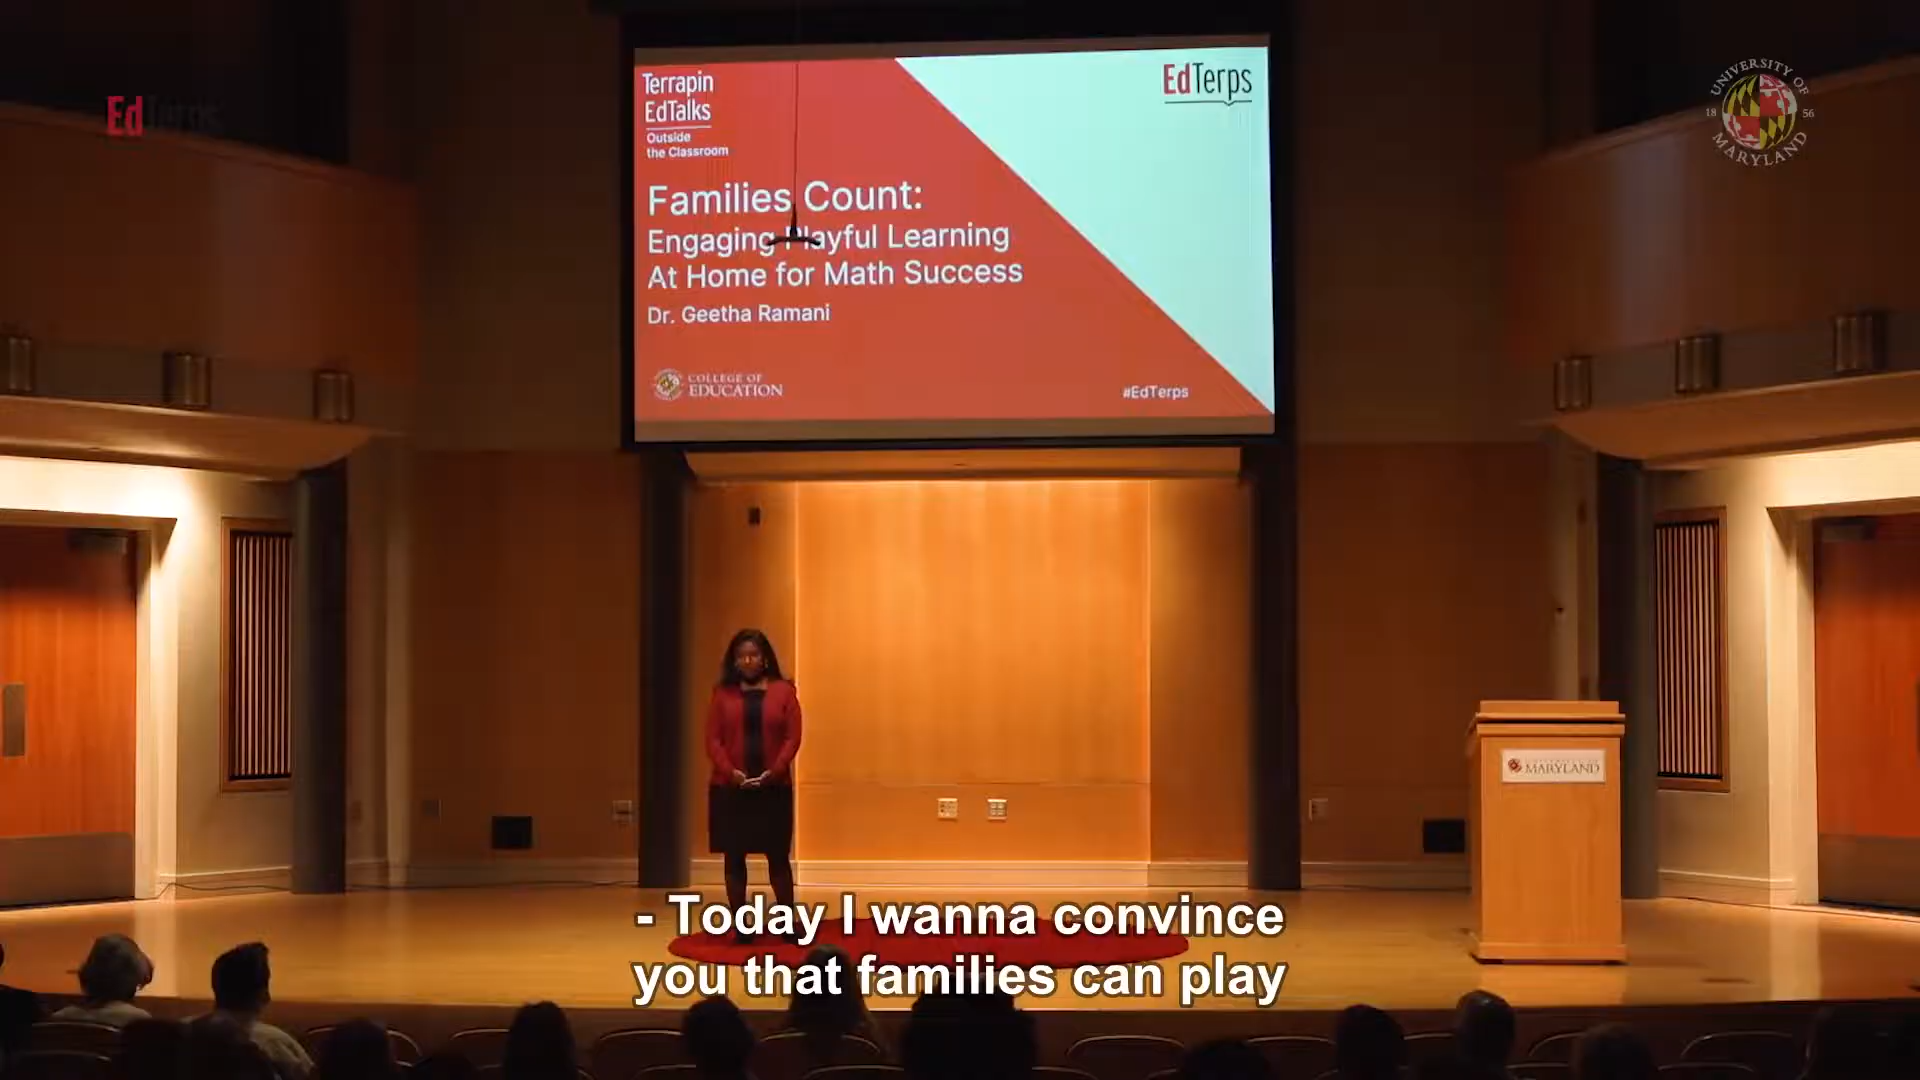 EdTerps
UNIVERSITY OF
18 56
MARYLAND
Terrapin
EdTalks
Outside
the Classroom
EdTerps
Families Count:
Engaging Playful Learning
At Home for Math Success
Dr. Geetha Ramani
COLLEGE OF
EDUCATION
#EdTerps
MARYLAND
- Today I wanna convince
you that families can play